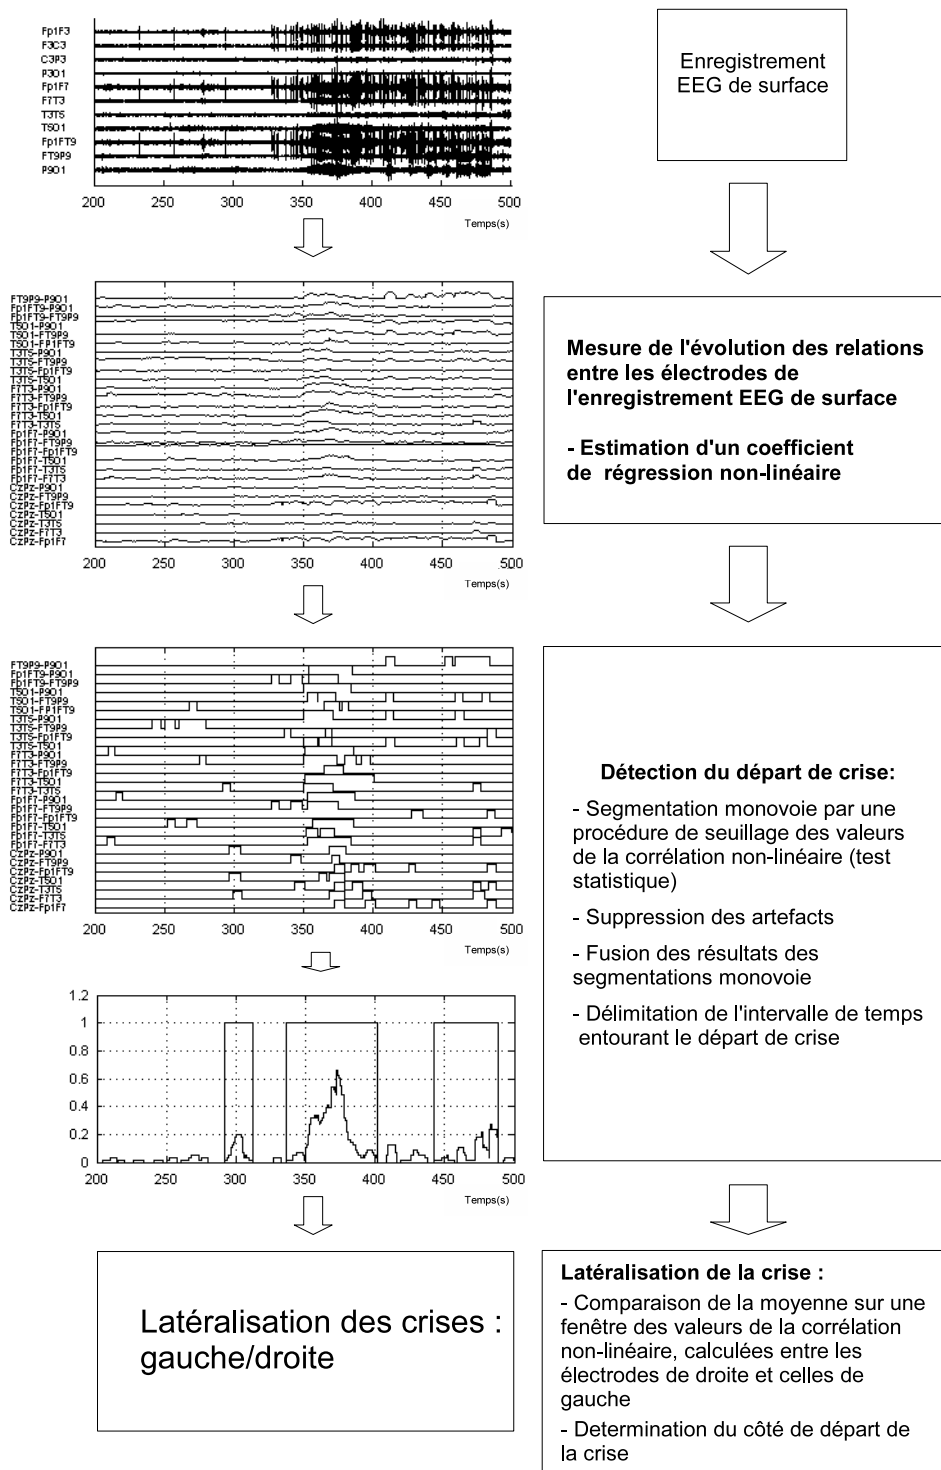 Fp1F3
F3C3
C3P3
P3O1
Fp1F7
F7T3
T3T5
T5O1
Fp1FT9
FT9P9
P9O1
200 250 300 350 400 450 500
Temps(s)
Enregistrement
EEG de surface
FT9P9-P9O1
Fp1FT9-P9O1
Fp1FT9-FT9P9
T5O1-P9O1
T5O1-FT9P9
T5O1-FP1FT9
T3T5-P9O1
T3T5-FT9P9
T3T5-Fp1FT9
T3T5-T5O1
F7T3-P9O1
F7T3-FT9P9
F7T3-Fp1FT9
F7T3-T5O1
F7T3-T3T5
Fp1F7-P9O1
Fp1F7-FT9P9
Fp1F7-Fp1FT9
Fp1F7-T5O1
Fp1F7-T3T5
Fp1F7-F7T3
CzPz-P9O1
CzPz-FT9P9
CzPz-Fp1FT9
CzPz-T5O1
CzPz-T3T5
CzPz-F7T3
CzPz-Fp1F7
200 250 300 350 400 450 500
Temps(s)
Mesure de l'évolution des relations
entre les électrodes de
l'enregistrement EEG de surface
- Estimation d'un coefficient
de régression non-linéaire
FT9P9-P9O1
Fp1FT9-P9O1
Fp1FT9-FT9P9
T5O1-P9O1
T5O1-FT9P9
T5O1-FP1FT9
T3T5-P9O1
T3T5-FT9P9
T3T5-Fp1FT9
T3T5-T5O1
F7T3-P9O1
F7T3-FT9P9
F7T3-Fp1FT9
F7T3-T5O1
F7T3-T3T5
Fp1F7-P9O1
Fp1F7-FT9P9
Fp1F7-Fp1FT9
Fp1F7-T5O1
Fp1F7-T3T5
Fp1F7-F7T3
CzPz-P9O1
CzPz-FT9P9
CzPz-Fp1FT9
CzPz-T5O1
CzPz-T3T5
CzPz-F7T3
CzPz-Fp1F7
200 250 300 350 400 450 500
Temps(s)
1.2
1
0.8
0.6
0.4
0.2
0
200 250 300 350 400 450 500
Temps(s)
Détection du départ de crise:
- Segmentation monovoie par une
procédure de seuillage des valeurs
de la corrélation non-linéaire (test
statistique)
- Suppression des artefacts
- Fusion des résultats des
segmentations monovoie
- Délimitation de l'intervalle de temps
entourant le départ de crise
Latéralisation des crises :
gauche/droite
Latéralisation de la crise :
- Comparaison de la moyenne sur une
fenêtre des valeurs de la corrélation
non-linéaire, calculées entre les
électrodes de droite et celles de
gauche
- Determination du côté de départ de
la crise